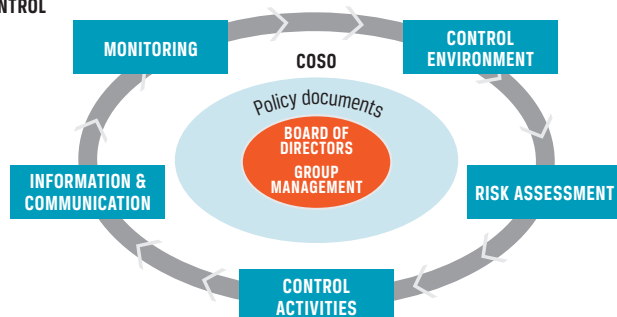 NTROL
MONITORING
CONTROL
ENVIRONMENT
COSO
Policy documents
BOARD OF
DIRECTORS
GROUP
MANAGEMENT
INFORMATION &
COMMUNICATION
RISK ASSESSMENT
CONTROL
ACTIVITIES